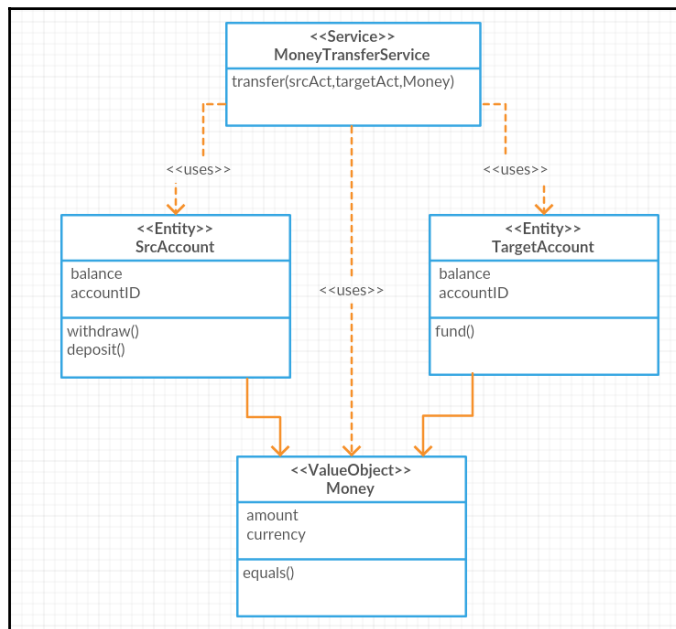 <<Service>>
MoneyTransferService
transfer(srcAct,targetAct,Money)
<<uses>>
<<uses>>
<<Entity>>
SrcAccount
balance
accountID
withdraw()
deposit()
<<uses>>
<<Entity>>
TargetAccount
balance
accountID
fund()
<<ValueObject>>
Money
amount
currency
equals()